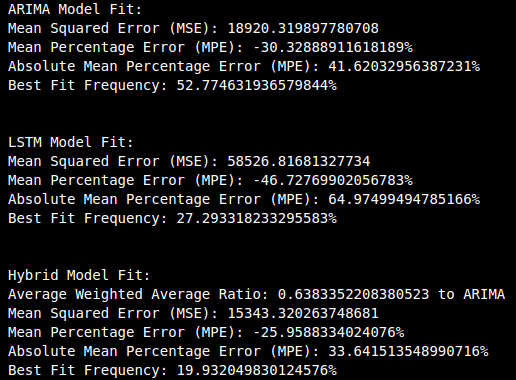 ARIMA Model Fit:
Mean Squared Error (MSE): 18920.319897780708
Mean Percentage Error (MPE): -30.32888911618189%
Absolute Mean Percentage Error (MPE): 41.62032956387231%
Best Fit Frequency: 52.774631936579844%
LSTM Model Fit:
Mean Squared Error (MSE): 58526.81681327734
Mean Percentage Error (MPE): -46.72769902056783%
Absolute Mean Percentage Error (MPE): 64.97499494785166%
Best Fit Frequency: 27.293318233295583%
Hybrid Model Fit:
Average Weighted Average Ratio: 0.6383352208380523 to ARIMA
Mean Squared Error (MSE): 15343.320263748681
Mean Percentage Error (MPE): -25.9588334024076%
Absolute Mean Percentage Error (MPE): 33.641513548990716%
Best Fit Frequency: 19.932049830124576%